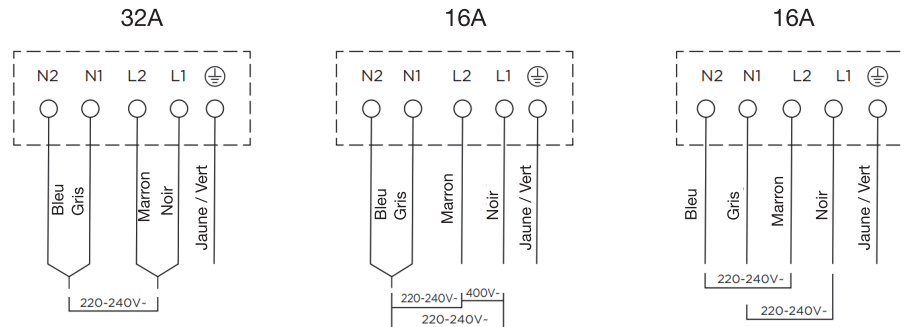 32A
N2 N1 L2 L1
Bleu
Gris
Marron
Noir
Jaune / Vert
220-240V~
16A
N2 N1 L2 L1
Bleu
Gris
Marron
Noir
Jaune / Vert
220-240V~
400V~
220-240V~
16A
N2 N1 L2 L1
Bleu
Gris
Marron
Noir
Jaune / Vert
220-240V~
220-240V~